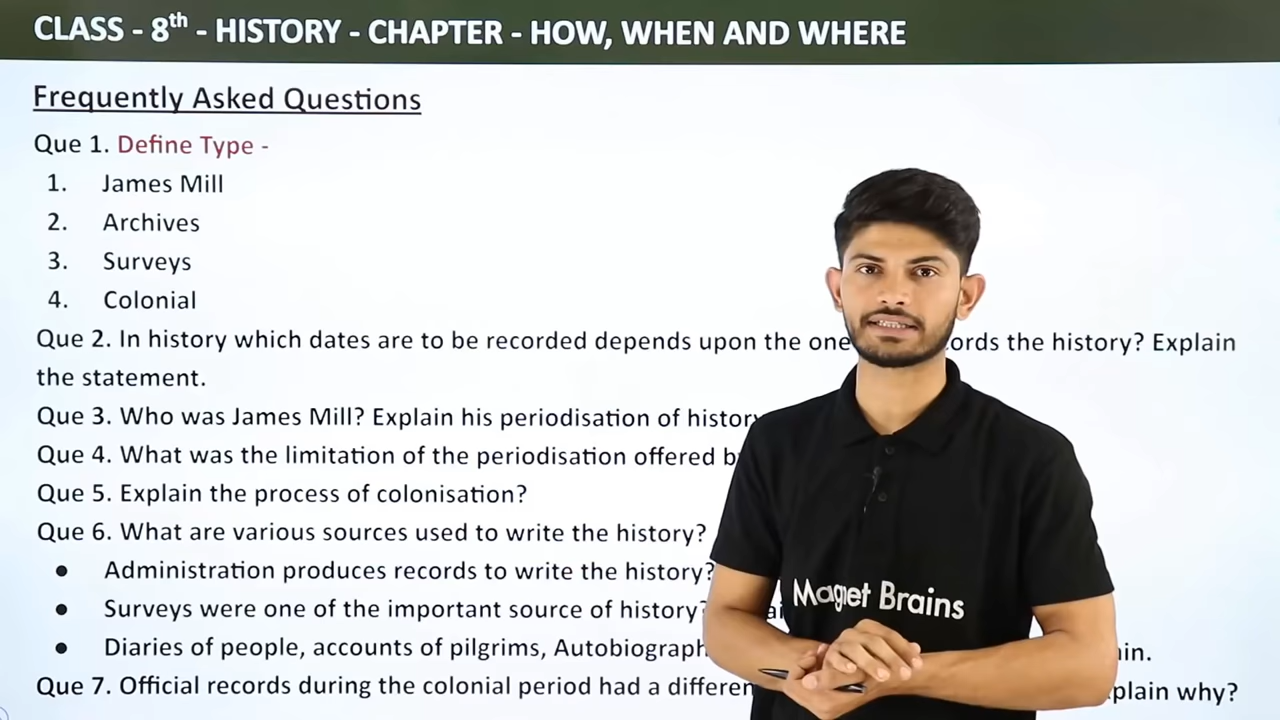 CLASS - 8th - HISTORY - CHAPTER - HOW, WHEN AND WHERE
Frequently Asked Questions
Que 1. Define Type -
1. James Mill
2. Archives
3. Surveys
4. Colonial
Que 2. In history which dates are to be recorded depends upon the one ords the history? Explain
the statement.
Que 3. Who was James Mill? Explain his periodisation of history
Que 4. What was the limitation of the periodisation offered
Que 5. Explain the process of colonisation?
Que 6. What are various sources used to write the history?
• Administration produces records to write the history?
• Surveys were one of the important source of history?
• Diaries of people, accounts of pilgrims, Autobiograph in.
Que 7. Official records during the colonial period had a differen plain why?
Magnet Brains